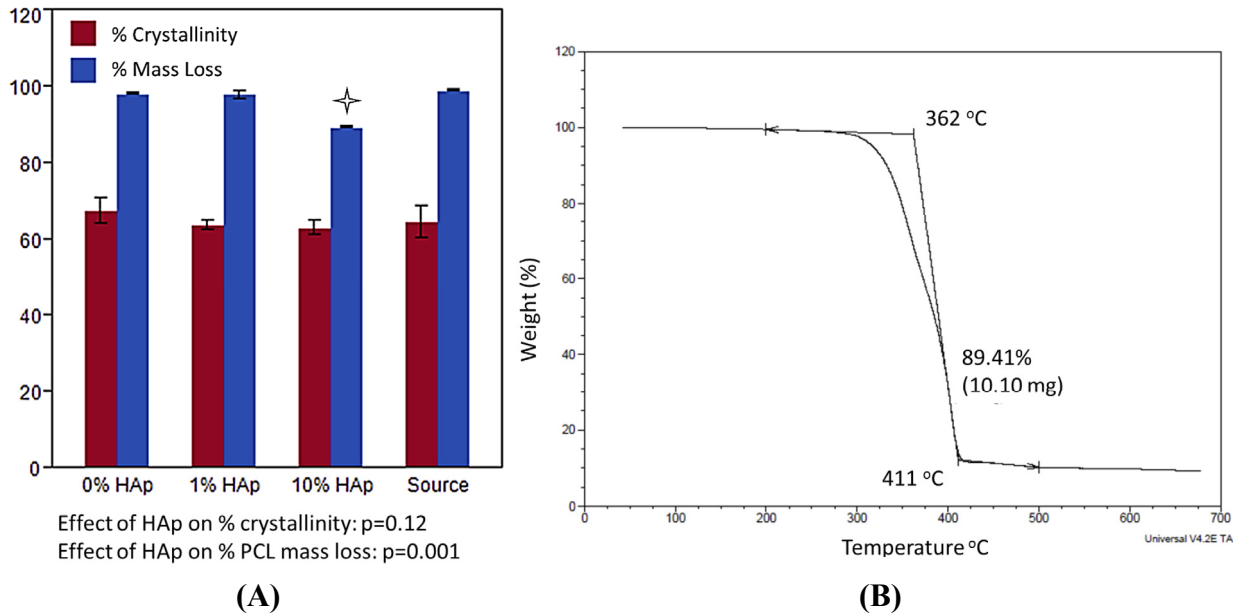 120
100
80
60
40
20
0
% Crystallinity
% Mass Loss
0% HAp 1% HAp 10% HAp Source
Effect of HAp on % crystallinity: p=0.12
Effect of HAp on % PCL mass loss: p=0.001
(A)
Weight (%)
120
100
80
60
40
20
0
362 °C
89.41%
(10.10 mg)
411 °C
0 100 200 300 400 500 600 700
Temperature °C
Universal V4.2E TA
(B)